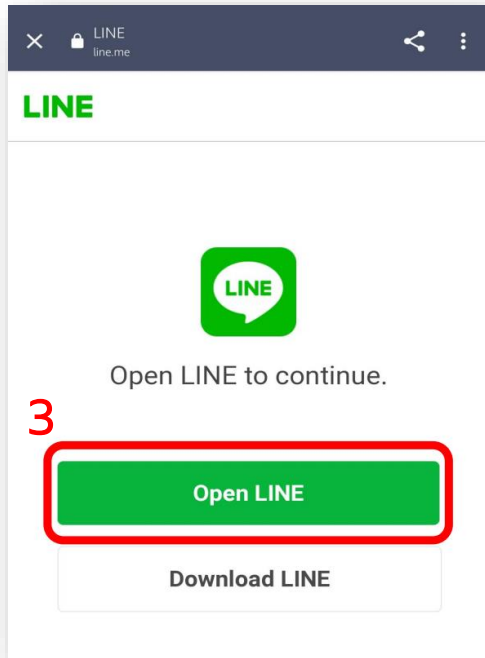 LINE
line.me
LINE
LINE
Open LINE to continue.
3
Open LINE
Download LINE